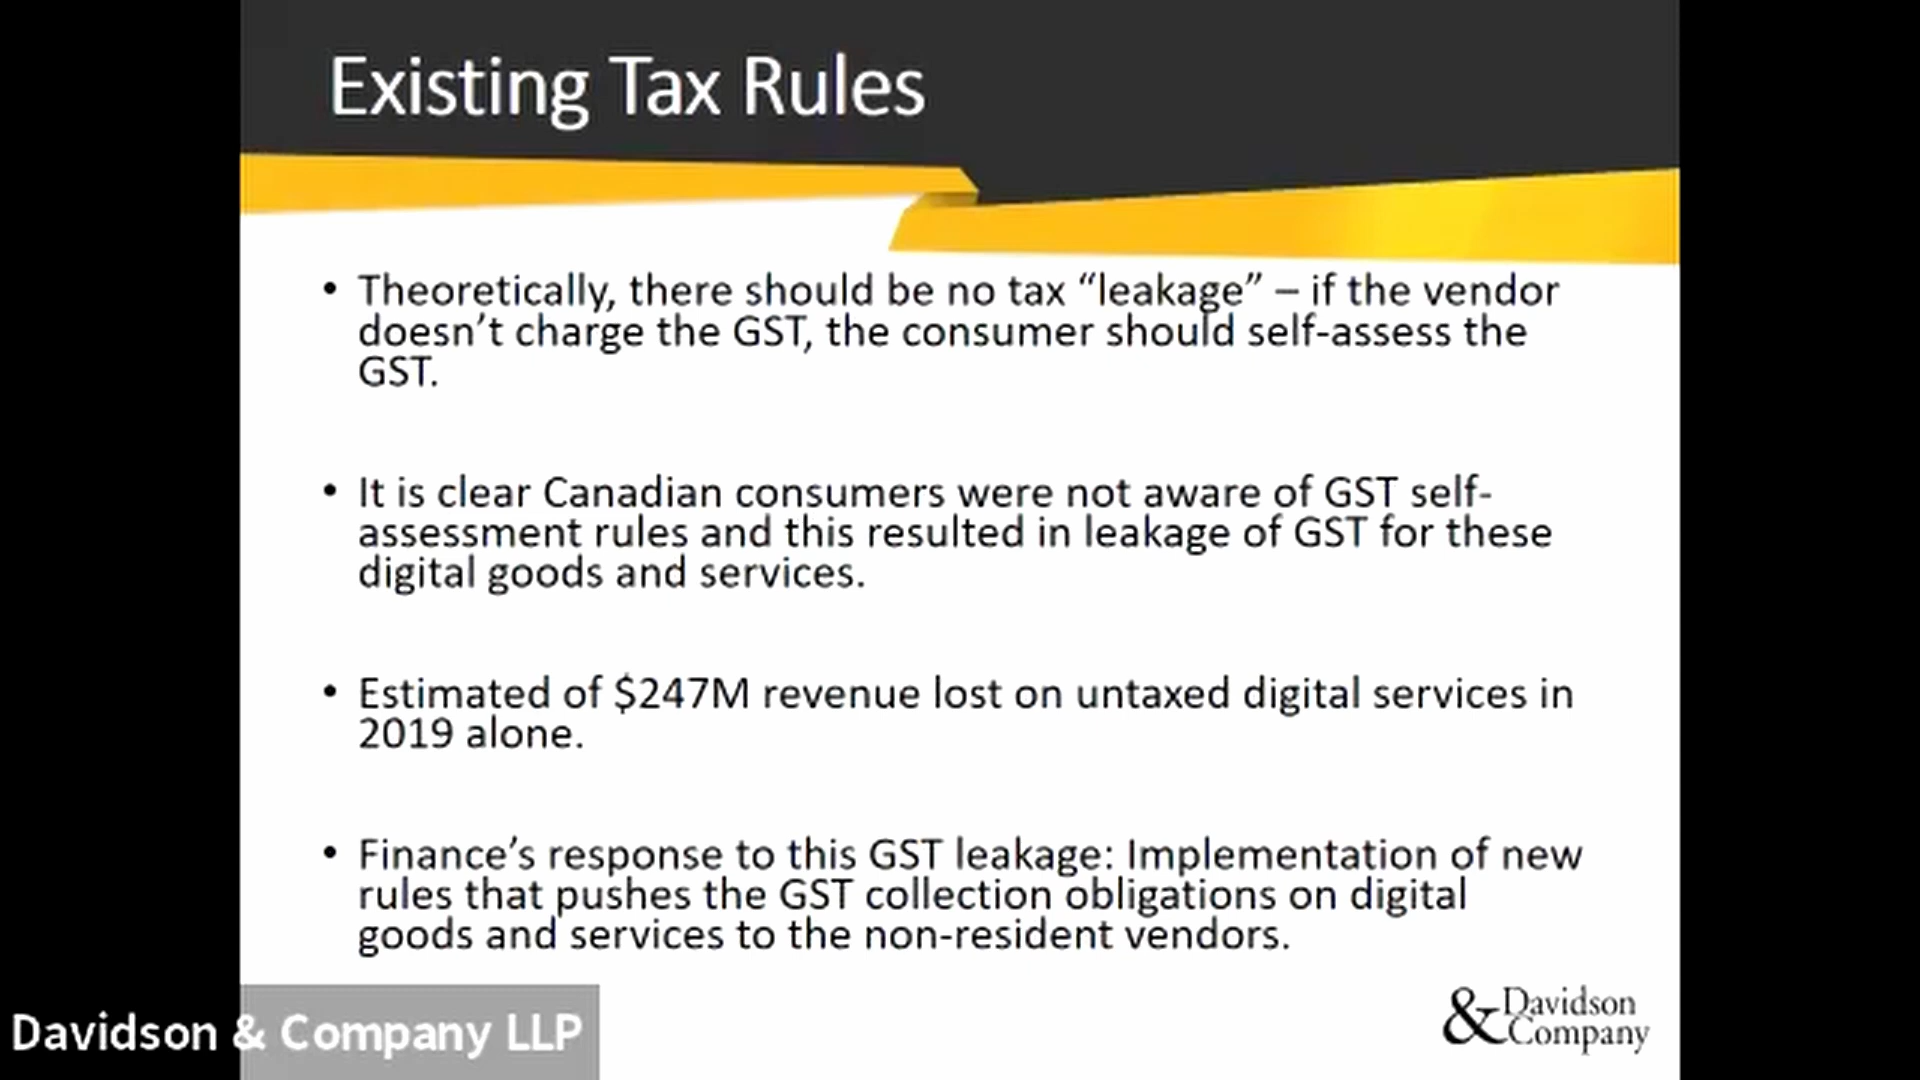 Existing Tax Rules
• Theoretically, there should be no tax “leakage” – if the vendor
doesn’t charge the GST, the consumer should self-assess the
GST.
• It is clear Canadian consumers were not aware of GST self-
assessment rules and this resulted in leakage of GST for these
digital goods and services.
• Estimated of $247M revenue lost on untaxed digital services in
2019 alone.
• Finance’s response to this GST leakage: Implementation of new
rules that pushes the GST collection obligations on digital
goods and services to the non-resident vendors.
Davidson & Company LLP
& Davidson
Company